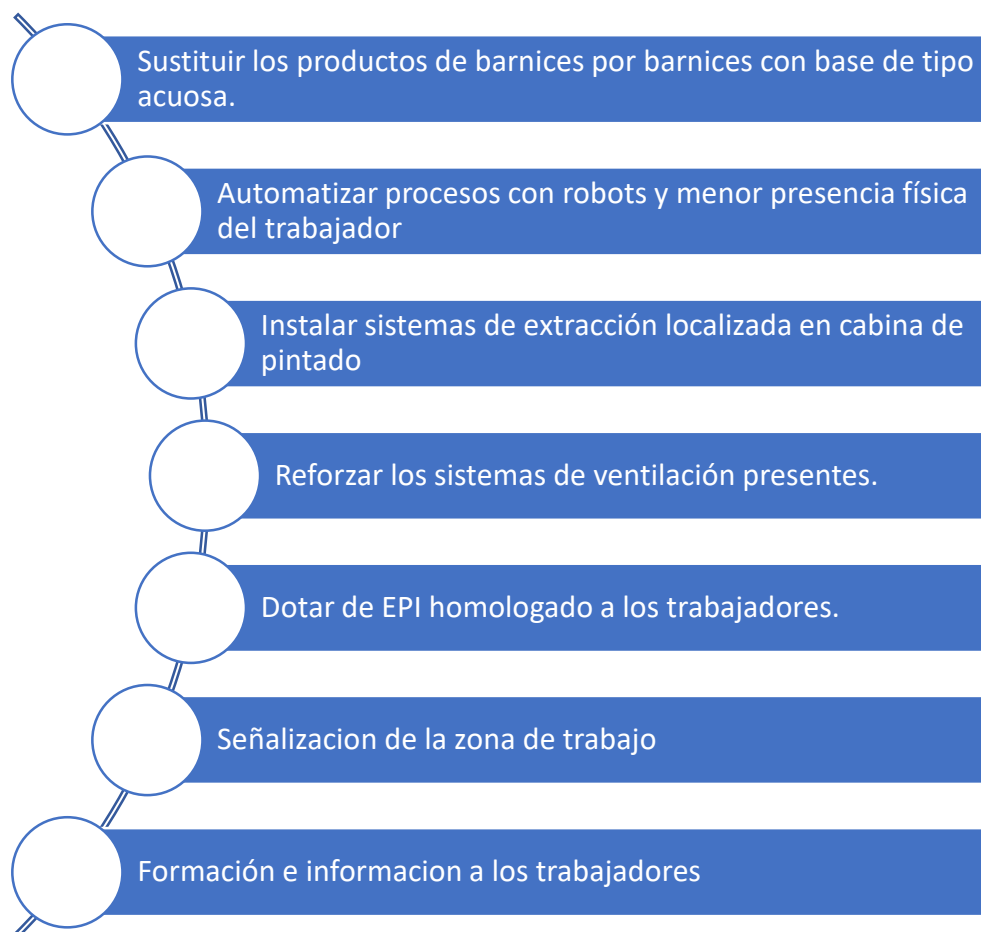 Sustituir los productos de barnices por barnices con base de tipo
acuosa.
Automatizar procesos con robots y menor presencia física
del trabajador
Instalar sistemas de extracción localizada en cabina de
pintado
Reforzar los sistemas de ventilación presentes.
Dotar de EPI homologado a los trabajadores.
Señalizacion de la zona de trabajo
Formación e informacion a los trabajadores